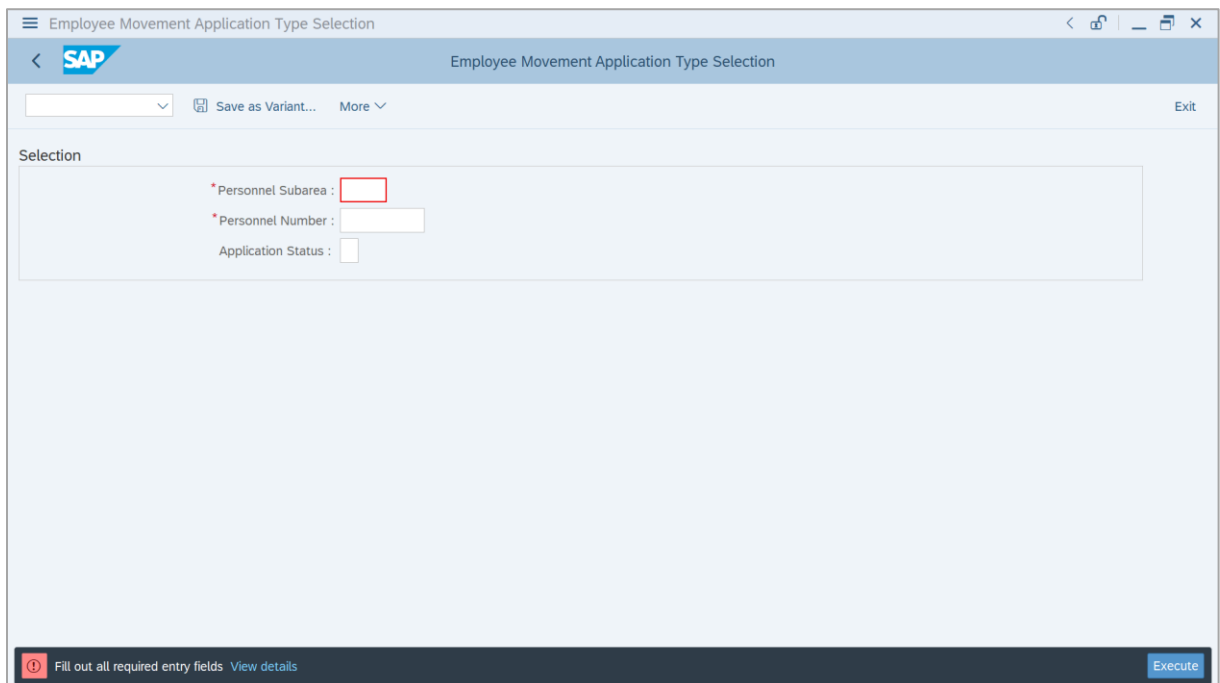 Employee Movement Application Type Selection
SAP Employee Movement Application Type Selection
Save as Variant... More Exit
Selection
*Personnel Subarea :
*Personnel Number :
Application Status :
Fill out all required entry fields View details Execute